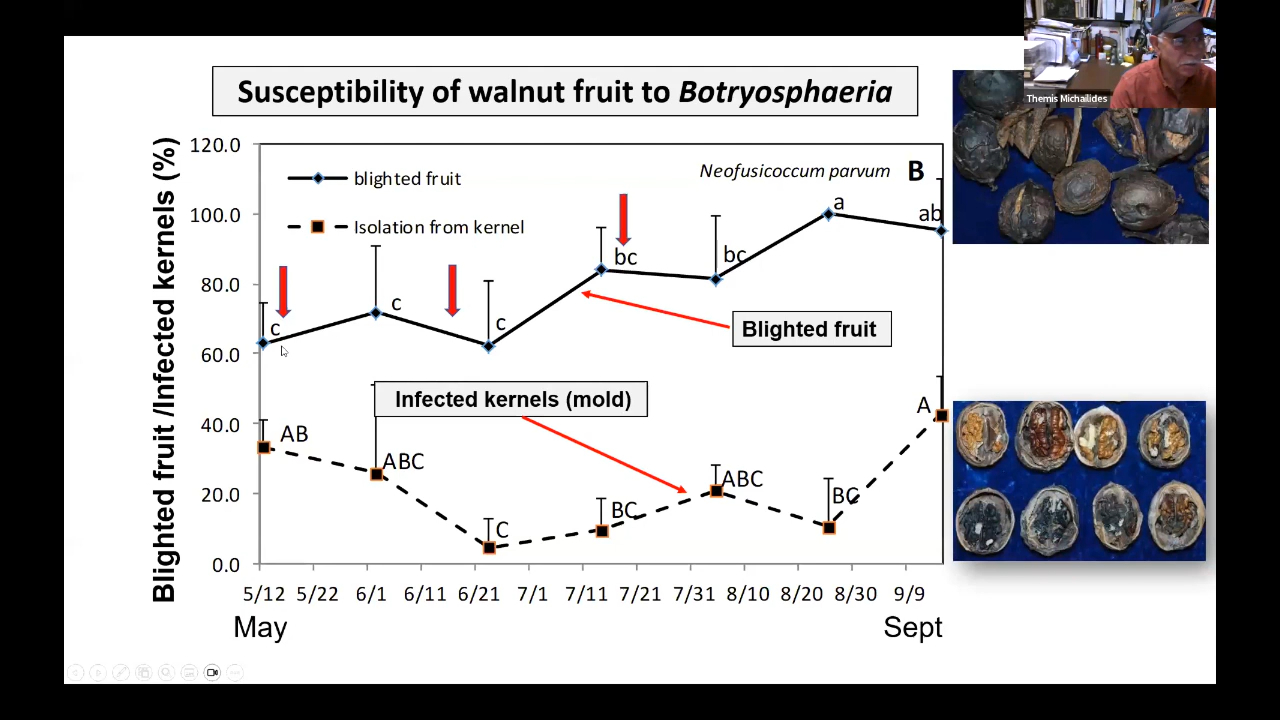 Themis Michailides
Susceptibility of walnut fruit to Botryosphaeria
Blighted fruit /Infected kernels (%)
120.0
100.0
80.0
60.0
40.0
20.0
0.0
blighted fruit
Isolation from kernel
Neofusicoccum parvum B
c
c
c
bc
bc
a
ab
Blighted fruit
Infected kernels (mold)
AB
ABC
C
BC
ABC
BC
A
5/12 5/22 6/1 6/11 6/21 7/1 7/11 7/21 7/31 8/10 8/20 8/30 9/9
May Sept